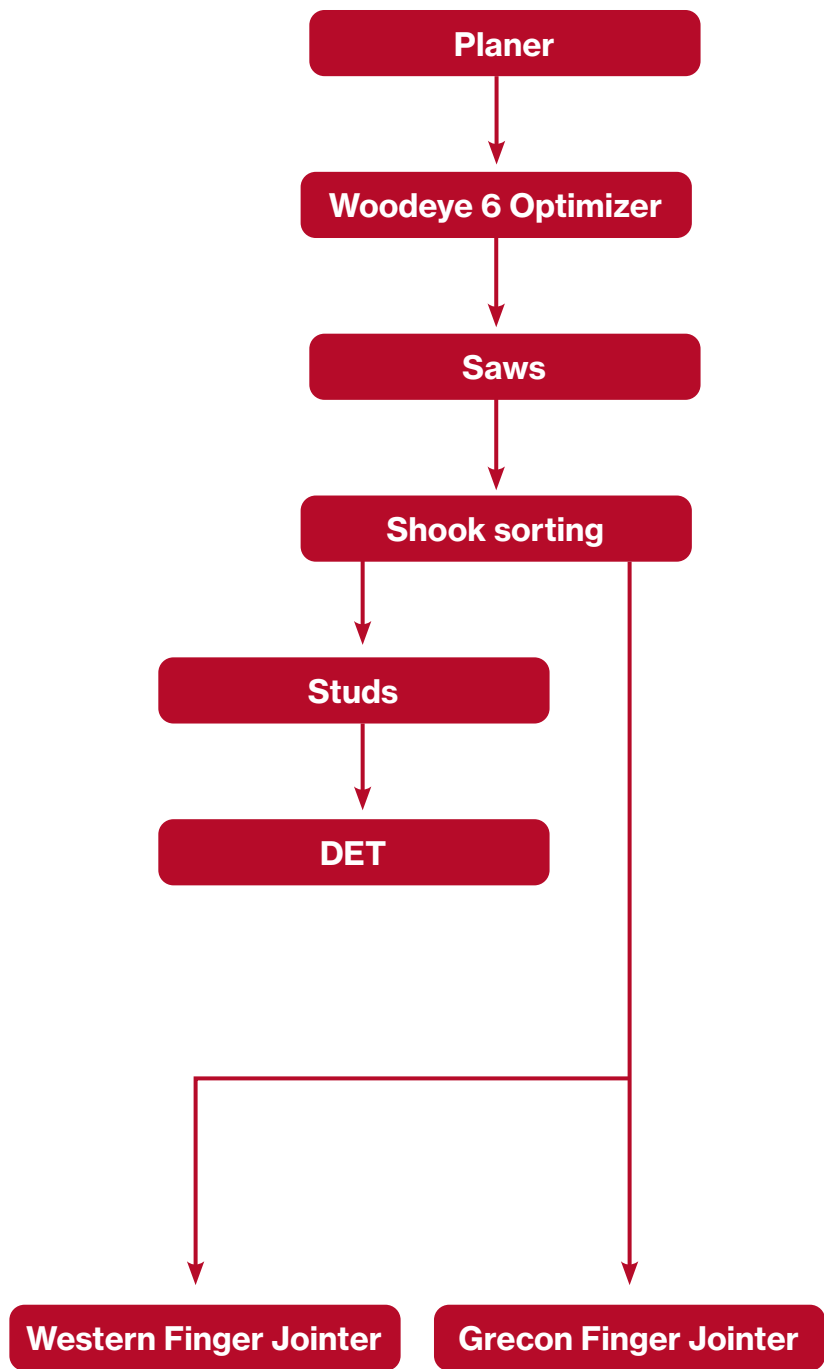 Planer
Woodeye 6 Optimizer
Saws
Shook sorting
Studs
DET
Western Finger Jointer
Grecon Finger Jointer